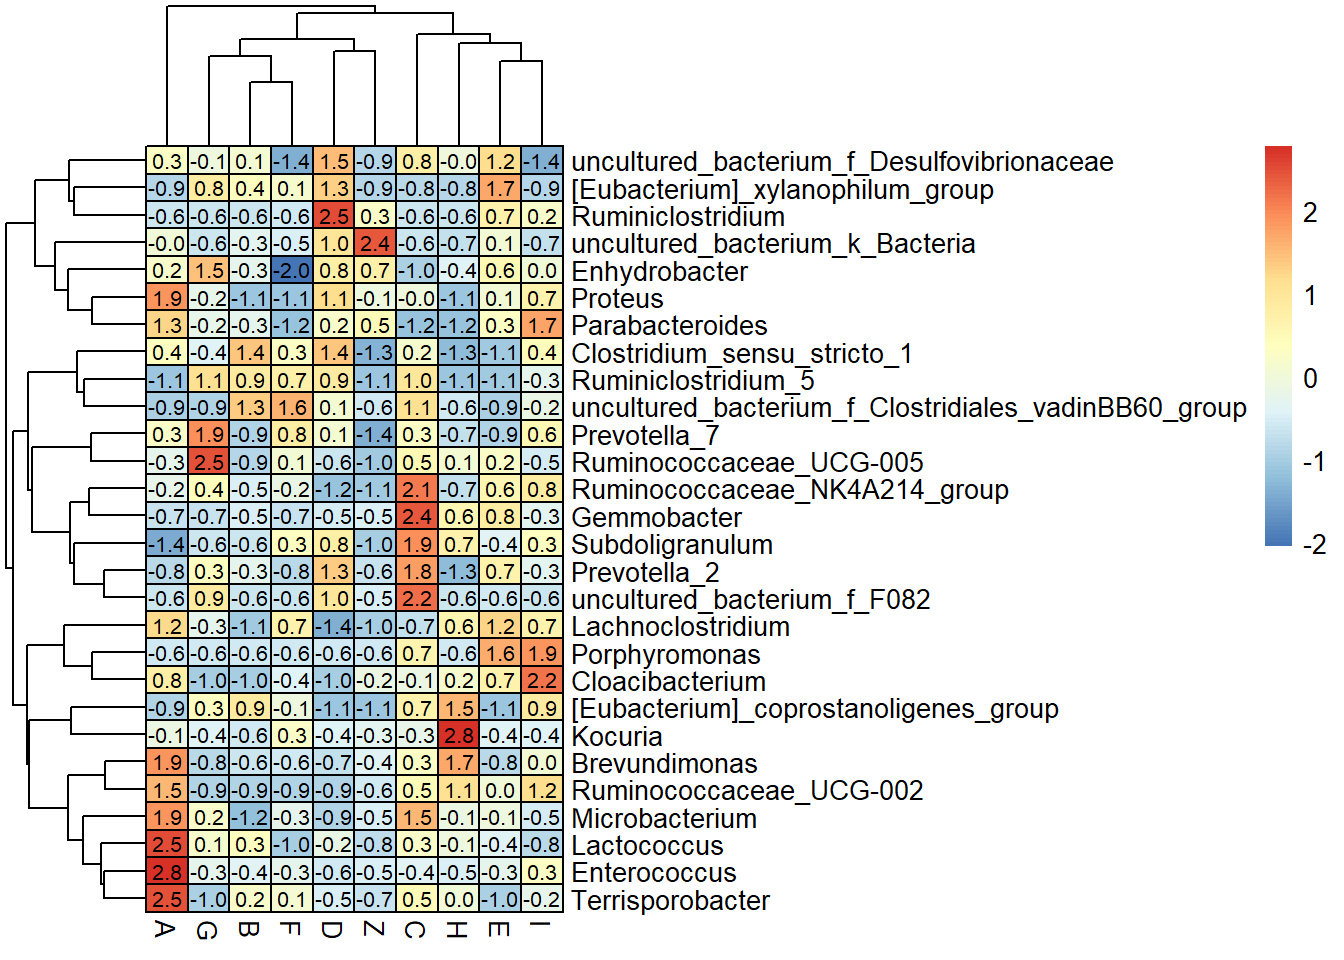 0.3 -0.1 0.1 -1.4 1.5 -0.9 0.8 -0.0 1.2 -1.4 uncultured_bacterium_f_Desulfovibrionaceae
-0.9 0.8 0.4 0.1 1.3 -0.9 -0.8 -0.8 1.7 -0.9 [Eubacterium]_xylanophilum_group
-0.6 -0.6 -0.6 -0.6 2.5 0.3 -0.6 -0.6 0.7 0.2 Ruminiclostridium
-0.0 -0.6 -0.3 -0.5 1.0 2.4 -0.6 -0.7 0.1 -0.7 uncultured_bacterium_k_Bacteria
0.2 1.5 -0.3 -2.0 0.8 0.7 -1.0 -0.4 0.6 0.0 Enhydrobacter
1.9 -0.2 -1.1 -1.1 1.1 -0.1 -0.0 -1.1 0.1 0.7 Proteus
1.3 -0.2 -0.3 -1.2 0.2 0.5 -1.2 -1.2 0.3 1.7 Parabacteroides
0.4 -0.4 1.4 0.3 1.4 -1.3 0.2 -1.3 -1.1 0.4 Clostridium_sensu_stricto_1
-1.1 1.1 0.9 0.7 0.9 -1.1 1.0 -1.1 -1.1 -0.3 Ruminiclostridium_5
-0.9 -0.9 1.3 1.6 0.1 -0.6 1.1 -0.6 -0.9 -0.2 uncultured_bacterium_f_Clostridiales_vadinBB60_group
0.3 1.9 -0.9 0.8 0.1 -1.4 0.3 -0.7 -0.9 0.6 Prevotella_7
-0.3 2.5 -0.9 0.1 -0.6 -1.0 0.5 0.1 0.2 -0.5 Ruminococcaceae_UCG-005
-0.2 0.4 -0.5 -0.2 -1.2 -1.1 2.1 -0.7 0.6 0.8 Ruminococcaceae_NK4A214_group
-0.7 -0.7 -0.5 -0.7 -0.5 -0.5 2.4 0.6 0.8 -0.3 Gemmobacter
-1.4 -0.6 -0.6 0.3 0.8 -1.0 1.9 0.7 -0.4 0.3 Subdoligranulum
-0.8 0.3 -0.3 -0.8 1.3 -0.6 1.8 -1.3 0.7 -0.3 Prevotella_2
-0.6 0.9 -0.6 -0.6 1.0 -0.5 2.2 -0.6 -0.6 -0.6 uncultured_bacterium_f_F082
1.2 -0.3 -1.1 0.7 -1.4 -1.0 -0.7 0.6 1.2 0.7 Lachnoclostridium
-0.6 -0.6 -0.6 -0.6 -0.6 -0.6 0.7 -0.6 1.6 1.9 Porphyromonas
0.8 -1.0 -1.0 -0.4 -1.0 -0.2 -0.1 0.2 0.7 2.2 Cloacibacterium
-0.9 0.3 0.9 -0.1 -1.1 -1.1 0.7 1.5 -1.1 0.9 [Eubacterium]_coprostanoligenes_group
-0.1 -0.4 -0.6 0.3 -0.4 -0.3 -0.3 2.8 -0.4 -0.4 Kocuria
1.9 -0.8 -0.6 -0.6 -0.7 -0.4 0.3 1.7 -0.8 0.0 Brevundimonas
1.5 -0.9 -0.9 -0.9 -0.9 -0.6 0.5 1.1 0.0 1.2 Ruminococcaceae_UCG-002
1.9 0.2 -1.2 -0.3 -0.9 -0.5 1.5 -0.1 -0.1 -0.5 Microbacterium
2.5 0.1 0.3 -1.0 -0.2 -0.8 0.3 -0.1 -0.4 -0.8 Lactococcus
2.8 -0.3 -0.4 -0.3 -0.6 -0.5 -0.4 -0.5 -0.3 0.3 Enterococcus
2.5 -1.0 0.2 0.1 -0.5 -0.7 0.5 0.0 -1.0 -0.2 Terrisporobacter
A G B F D Z C H E I
2
1
0
-1
-2